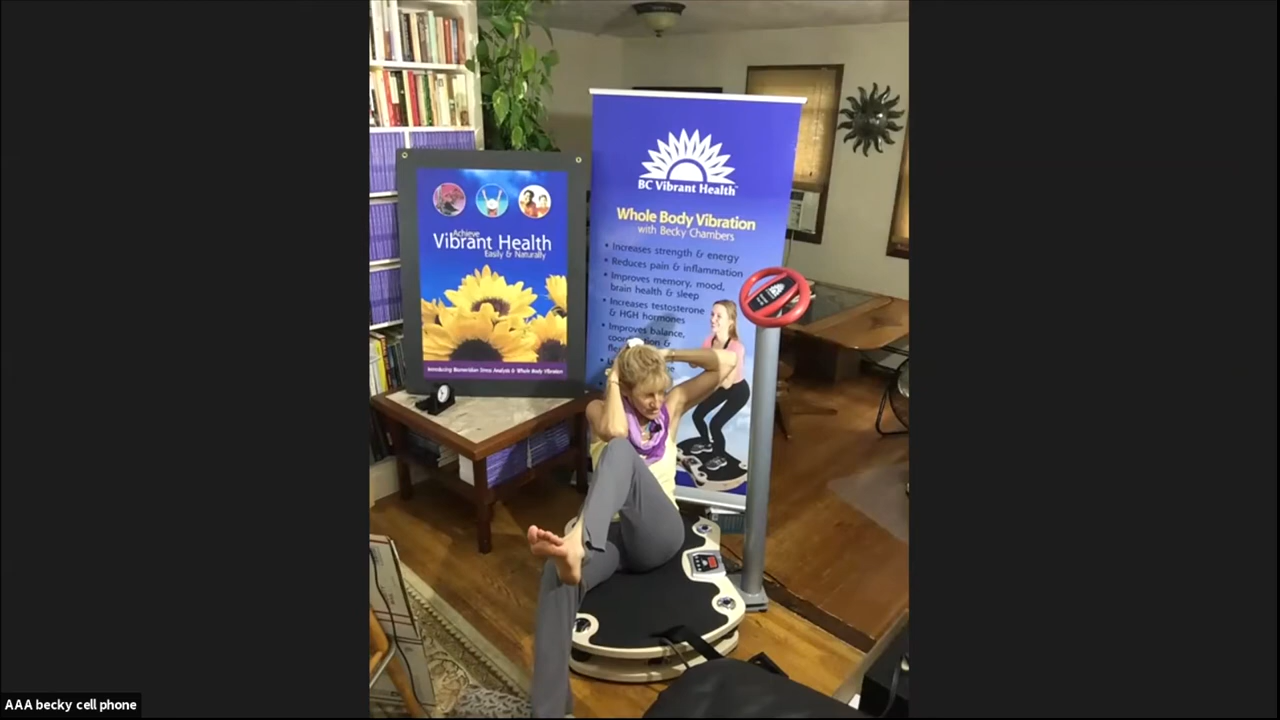 BC Vibrant Health
Whole Body Vibration
with Becky Chambers
• Increases strength & energy
• Reduces pain & inflammation
• Improves memory, mood,
brain health & sleep
• Increases testosterone
& HGH hormones
• Improves balance,
Achieve
Vibrant Health
Easily & Naturally
Introducing Biomeridian Stress Analysis & Whole Body Vibration
AAA becky cell phone